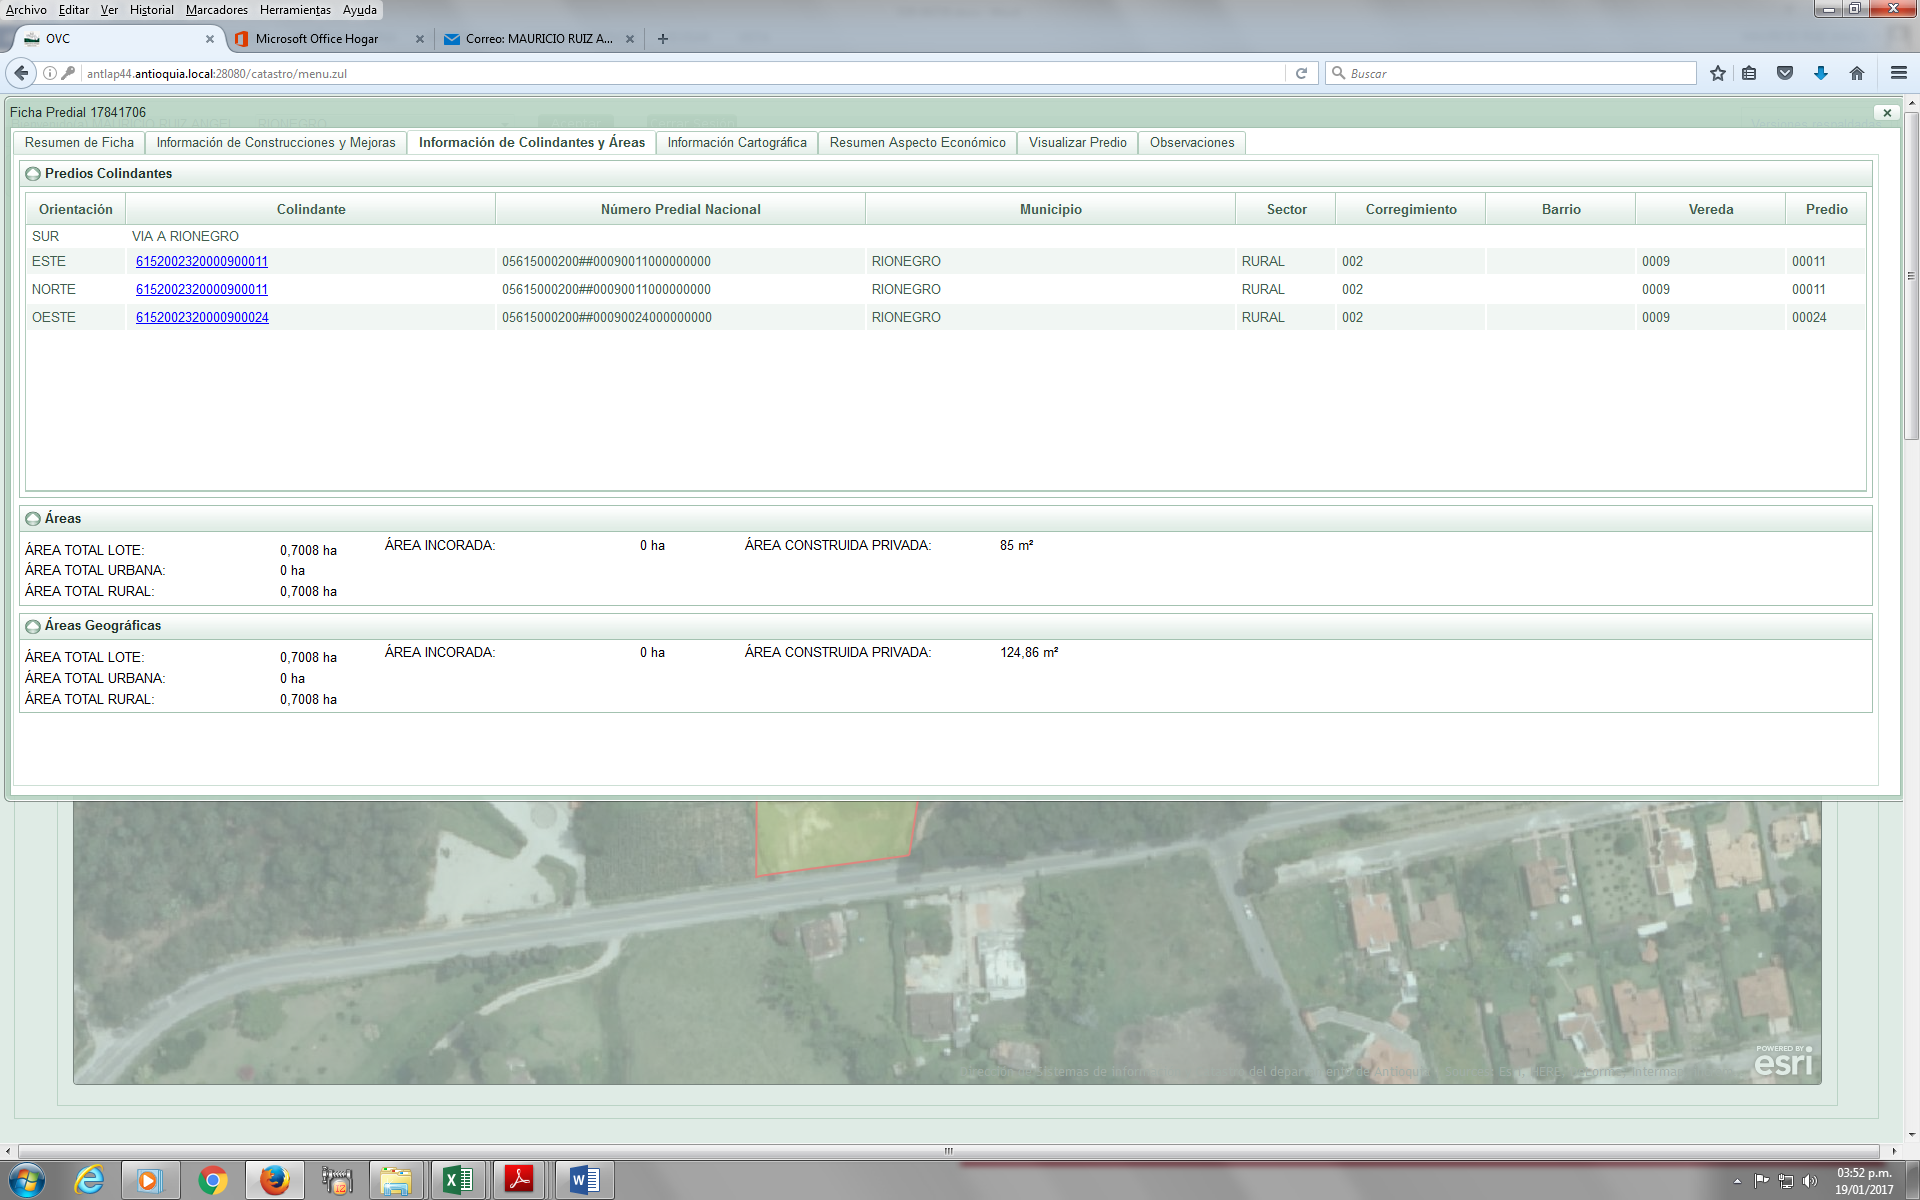 Archivo Editar Ver Historial Marcadores Herramientas Ayuda
OVC
Microsoft Office Hogar
Correo: MAURICIO RUIZ A...
antlap44.antioquia.local:28080/catastro/menu.zul
Buscar
Ficha Predial 17841706
Resumen de Ficha
Información de Construcciones y Mejoras
Información de Colindantes y Áreas
Información Cartográfica
Resumen Aspecto Económico
Visualizar Predio
Observaciones
Predios Colindantes
Orientación Colindante Número Predial Nacional Municipio Sector Corregimiento Barrio Vereda Predio
SUR VIA A RIONEGRO
ESTE 6152002320000900011 05615000200##00090011000000000 RIONEGRO RURAL 002 0009 00011
NORTE 6152002320000900011 05615000200##00090011000000000 RIONEGRO RURAL 002 0009 00011
OESTE 6152002320000900024 05615000200##00090024000000000 RIONEGRO RURAL 002 0009 00024
Áreas
ÁREA TOTAL LOTE: 0,7008 ha ÁREA INCORADA: 0 ha ÁREA CONSTRUIDA PRIVADA: 85 m²
ÁREA TOTAL URBANA: 0 ha
ÁREA TOTAL RURAL: 0,7008 ha
Áreas Geográficas
ÁREA TOTAL LOTE: 0,7008 ha ÁREA INCORADA: 0 ha ÁREA CONSTRUIDA PRIVADA: 124,86 m²
ÁREA TOTAL URBANA: 0 ha
ÁREA TOTAL RURAL: 0,7008 ha
POWERED BY
esri
03:52 p.m.
19/01/2017